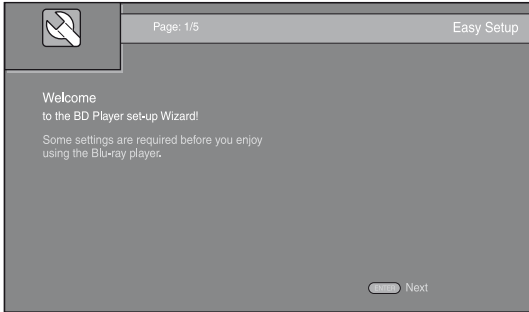 Page: 1/5
Easy Setup
Welcome
to the BD Player set-up Wizard!
Some settings are required before you enjoy
using the Blu-ray player.
ENTER Next